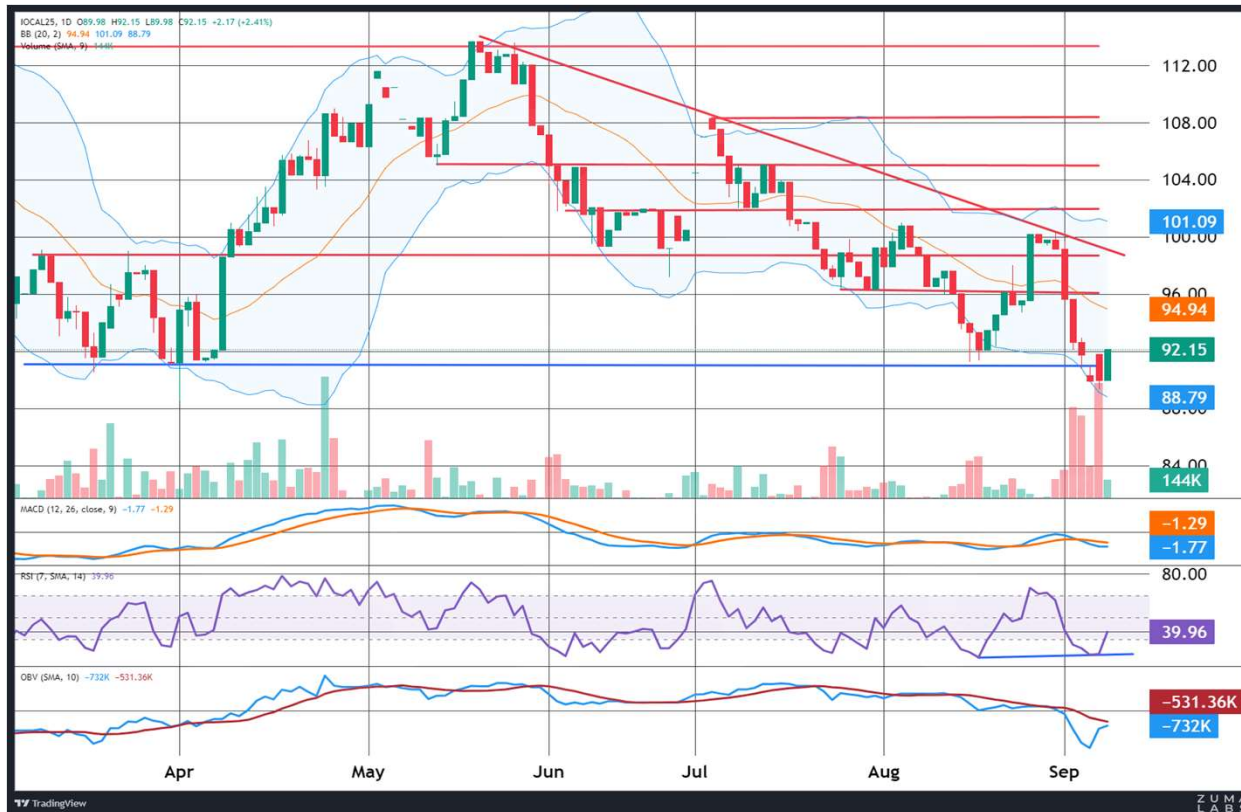 IOCAL25, 1D O89.98 H92.15 L89.98 C92.15 +2.17 (+2.41%)
BB (20, 2) 94.94 101.09 88.79
Volume (SMA, 9) 144K
112.00
108.00
104.00
101.09
100.00
96.00
94.94
92.15
88.79
88.00
84.00
144K
MACD (12, 26, close, 9) −1.77 −1.29
−1.29
−1.77
RSI (7, SMA, 14) 39.96
80.00
39.96
OBV (SMA, 10) −732K −531.36K
−531.36K
−732K
Apr May Jun Jul Aug Sep
TradingView
ZUMA
LABS